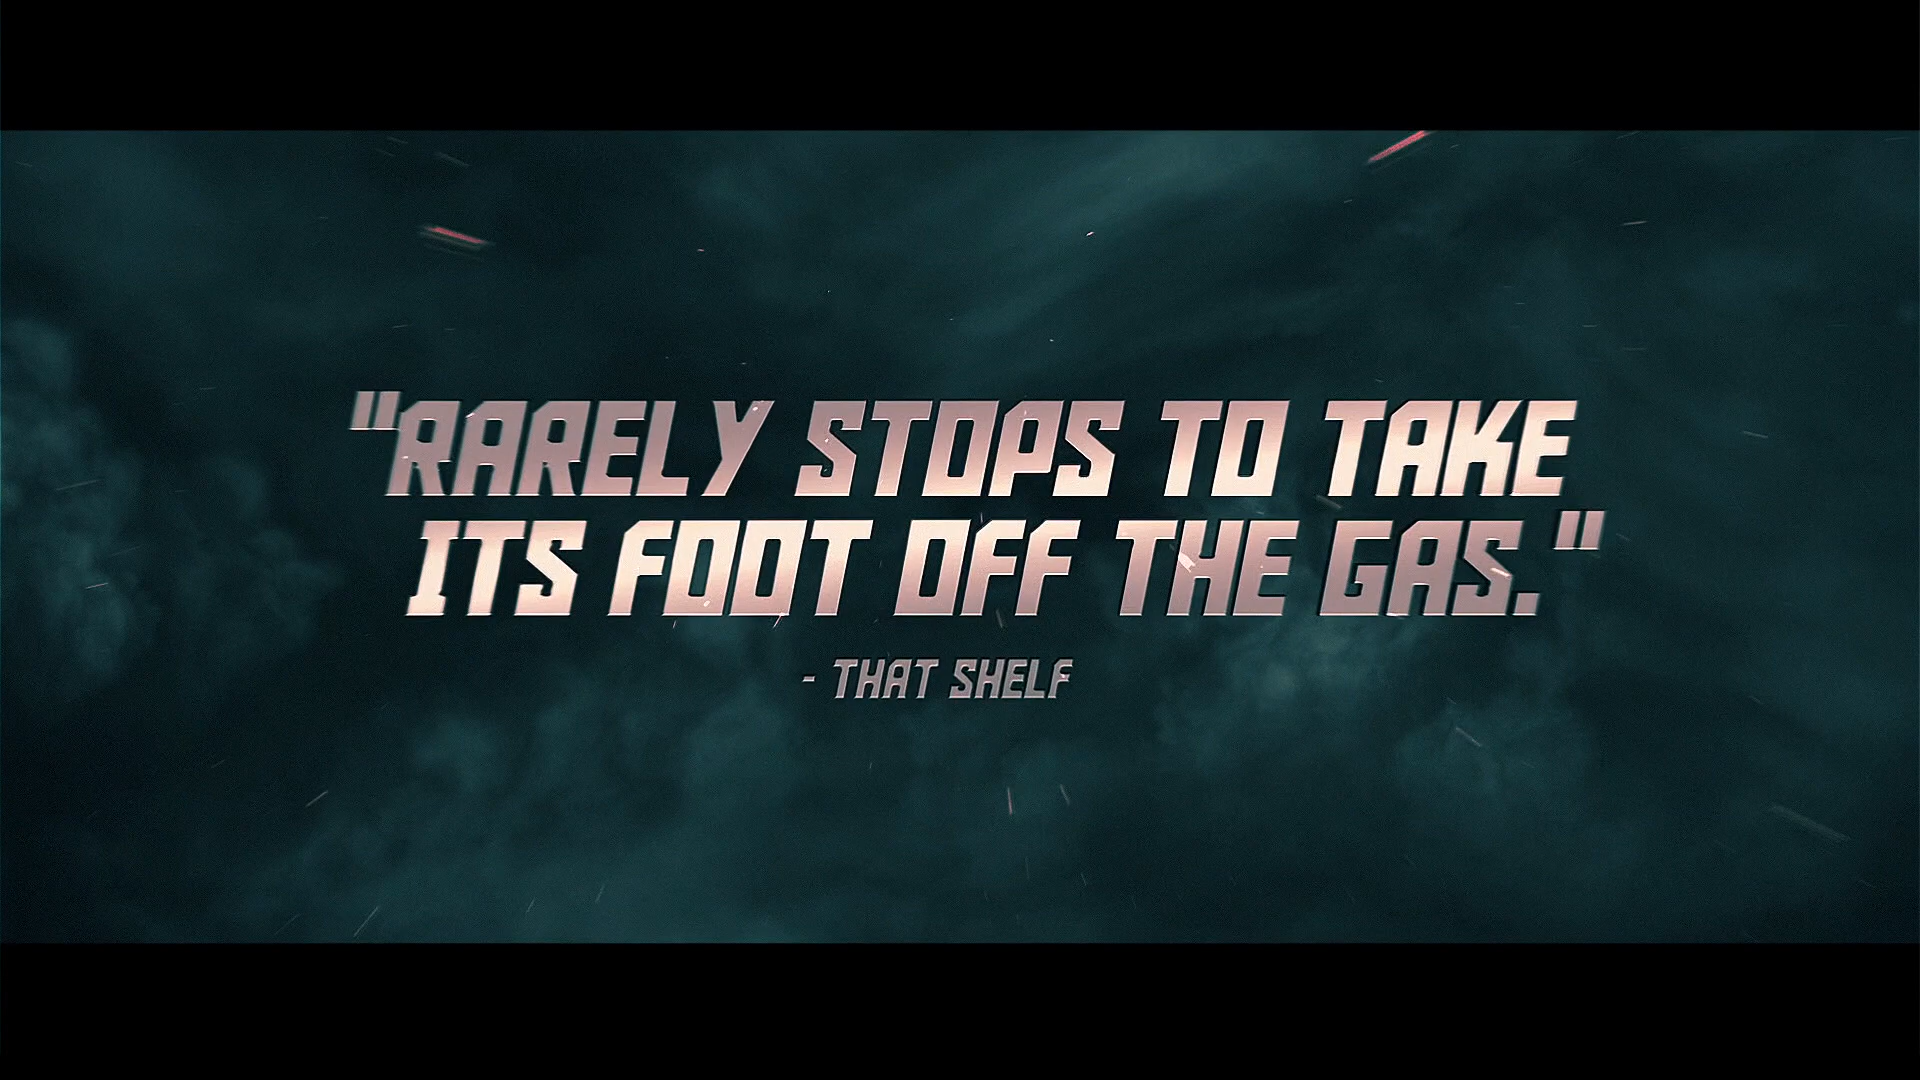 "RARELY STOPS TO TAKE
ITS FOOT OFF THE GAS."
- THAT SHELF